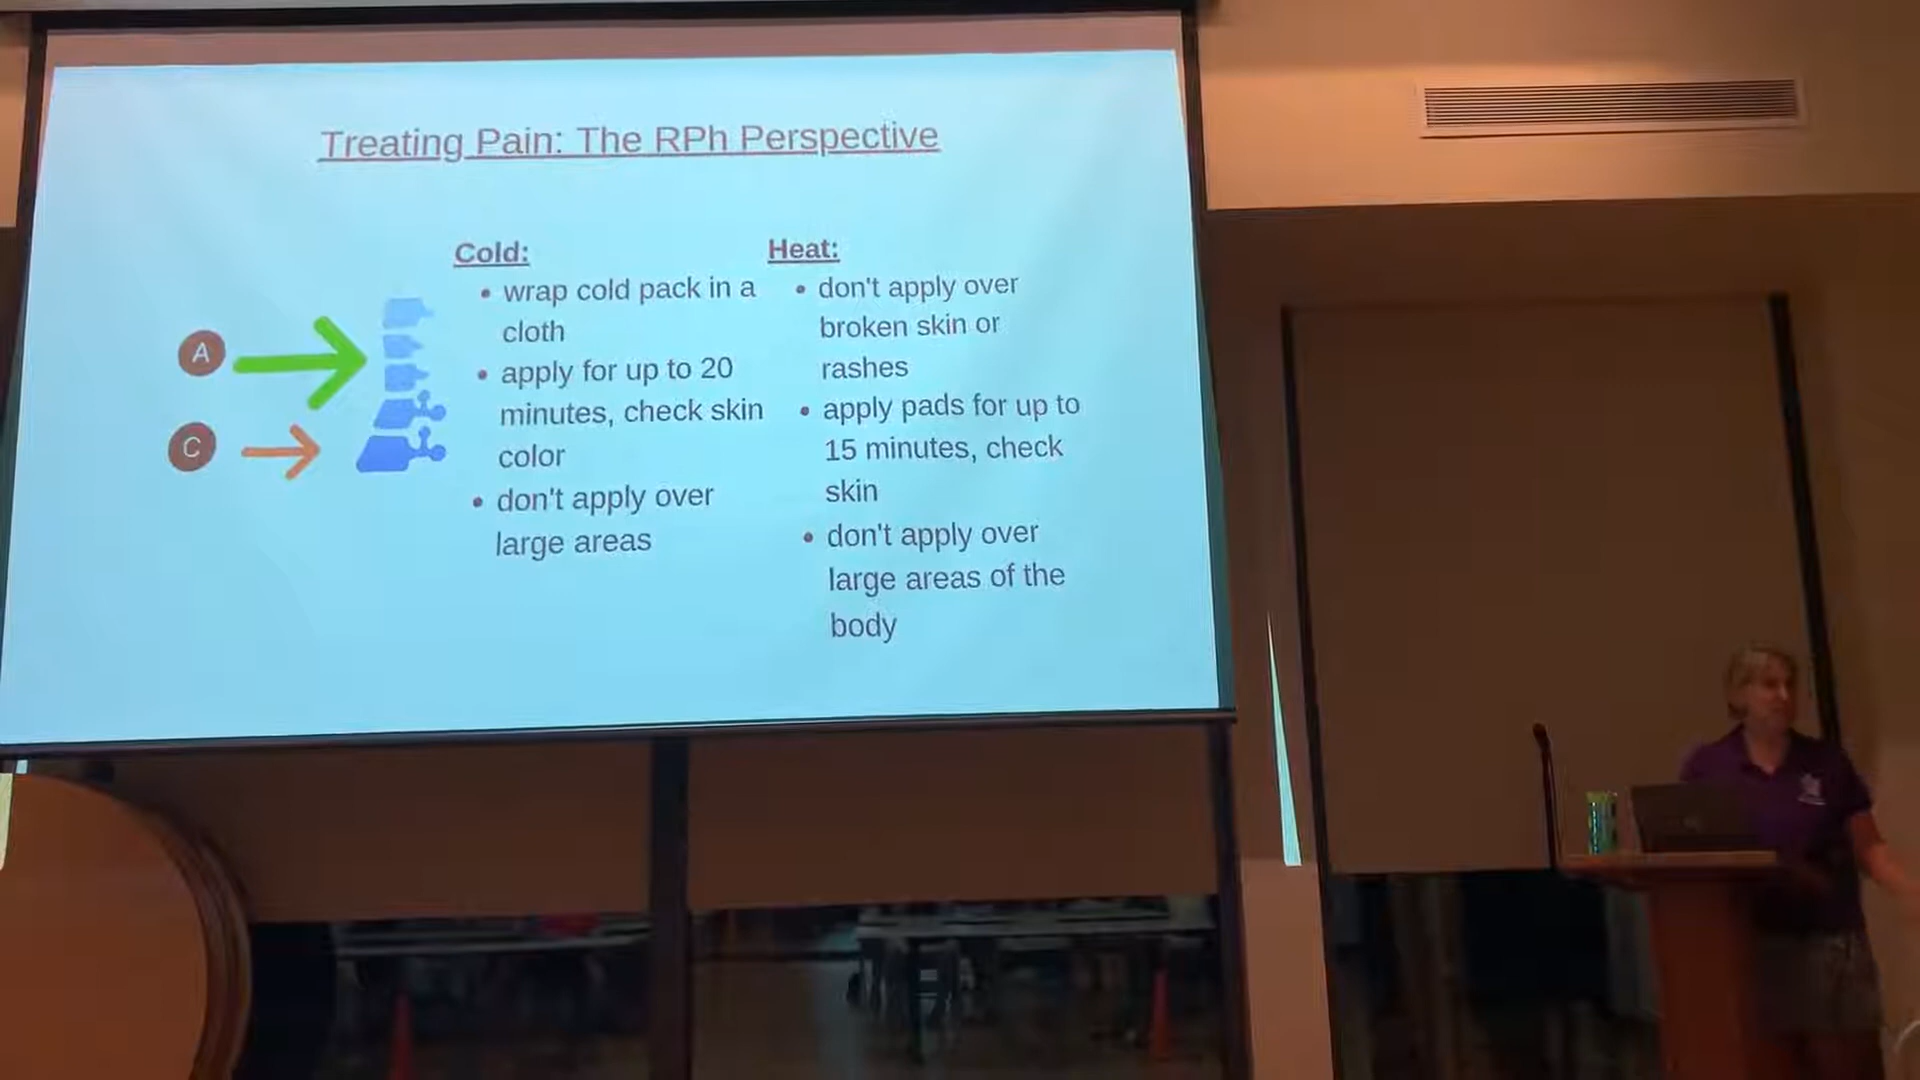 Treating Pain: The RPh Perspective
A
C
Cold:
• wrap cold pack in a
cloth
• apply for up to 20
minutes, check skin
color
• don't apply over
large areas
Heat:
• don't apply over
broken skin or
rashes
• apply pads for up to
15 minutes, check
skin
• don't apply over
large areas of the
body